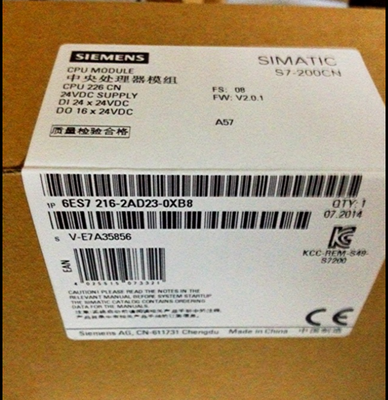 SIEMENS
SIMATIC
S7-200CN
CPU MODULE
中央处理器模组
CPU 226 CN
24VDC SUPPLY
DI 24 x 24VDC
DO 16 x 24VDC
FS: 08
FW: V2.0.1
A57
质量检验合格
1P 6ES7 216-2AD23-0XB8
QTY: 1
07.2014
S V-E7A35856
KCC-REM-S49-
S7200
EAN
CAUTION! PLEASE READ THE NOTES IN THE
RELEVANT MANUAL BEFORE SYSTEM STARTUP
THE SIMATIC CATALOG CONTAINS ORDERING
DATA FOR THE MANUAL.
CE
Siemens AG, CN-611731 Chengdu
Made in China
中国制造